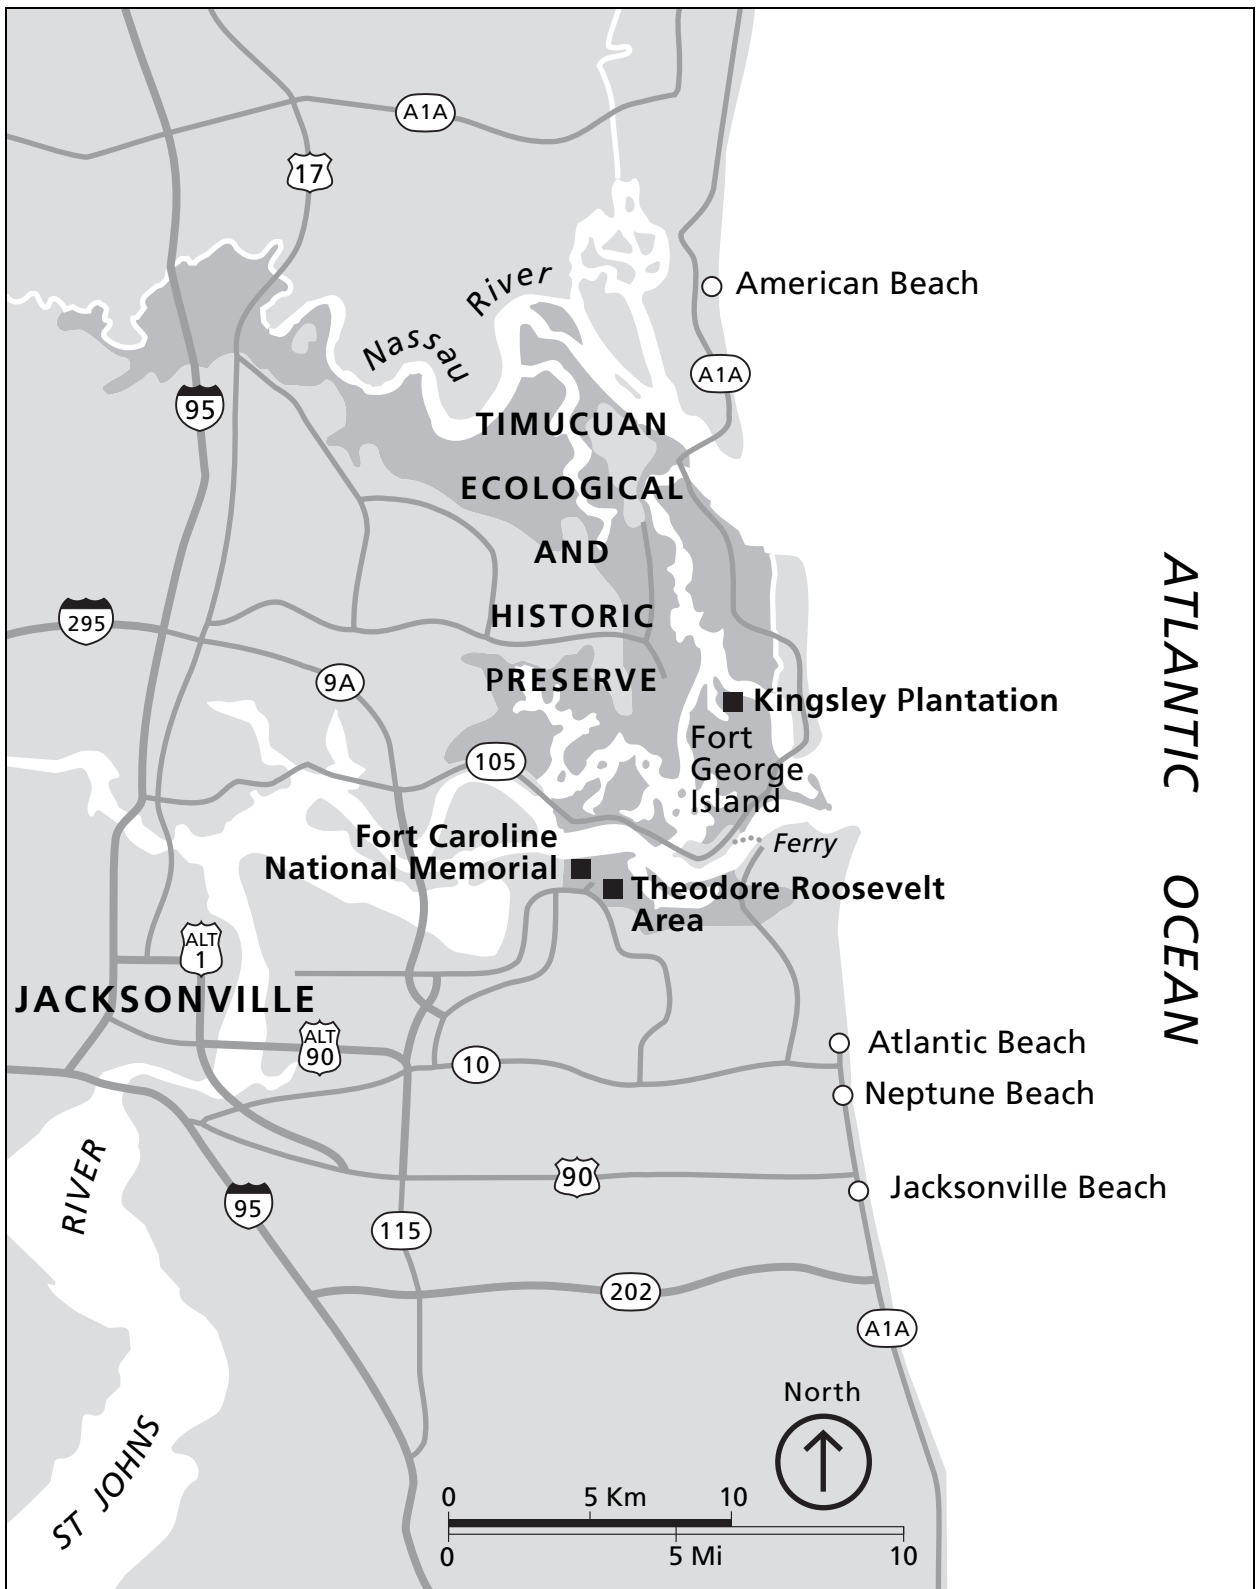 A1A
17
River
Nassau
American Beach
A1A
95
TIMUCUAN
ECOLOGICAL
AND
HISTORIC
PRESERVE
295
9A
Kingsley Plantation
Fort
George
Island
105
Ferry
Fort Caroline
National Memorial
Theodore Roosevelt
Area
ATLANTIC OCEAN
ALT
1
JACKSONVILLE
ALT
90
10
Atlantic Beach
Neptune Beach
90
Jacksonville Beach
95
115
202
A1A
ST JOHNS RIVER
North
0 5 Km 10
0 5 Mi 10